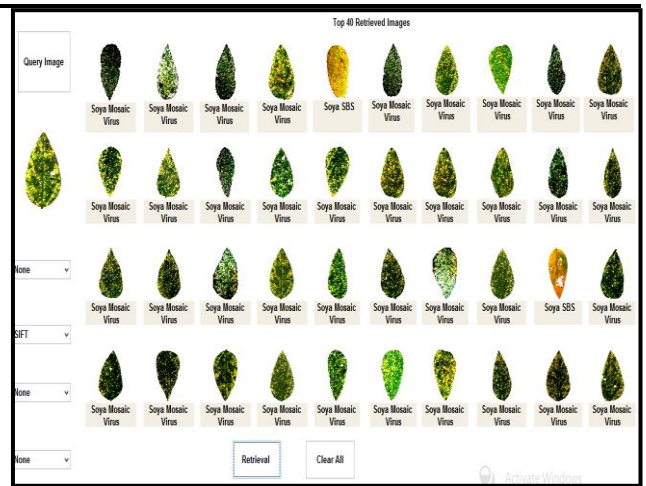 Top 40 Retrieved Images
Query Image
Soya Mosaic Soya Mosaic Soya Mosaic Soya Mosaic Soya SBS Soya Mosaic Soya Mosaic Soya Mosaic Soya Mosaic Soya Mosaic
Virus Virus Virus Virus Virus Virus Virus Virus Virus
Soya Mosaic Soya Mosaic Soya Mosaic Soya Mosaic Soya Mosaic Soya Mosaic Soya Mosaic Soya Mosaic Soya Mosaic Soya Mosaic
Virus Virus Virus Virus Virus Virus Virus Virus Virus Virus
None
Soya Mosaic Soya Mosaic Soya Mosaic Soya Mosaic Soya Mosaic Soya Mosaic Soya Mosaic Soya Mosaic Soya SBS Soya Mosaic
Virus Virus Virus Virus Virus Virus Virus Virus Virus
SIFT
None
Soya Mosaic Soya Mosaic Soya Mosaic Soya Mosaic Soya Mosaic Soya Mosaic Soya Mosaic Soya Mosaic Soya Mosaic Soya Mosaic
Virus Virus Virus Virus Virus Virus Virus Virus Virus Virus
None
Retrieval Clear All
Activate Windows